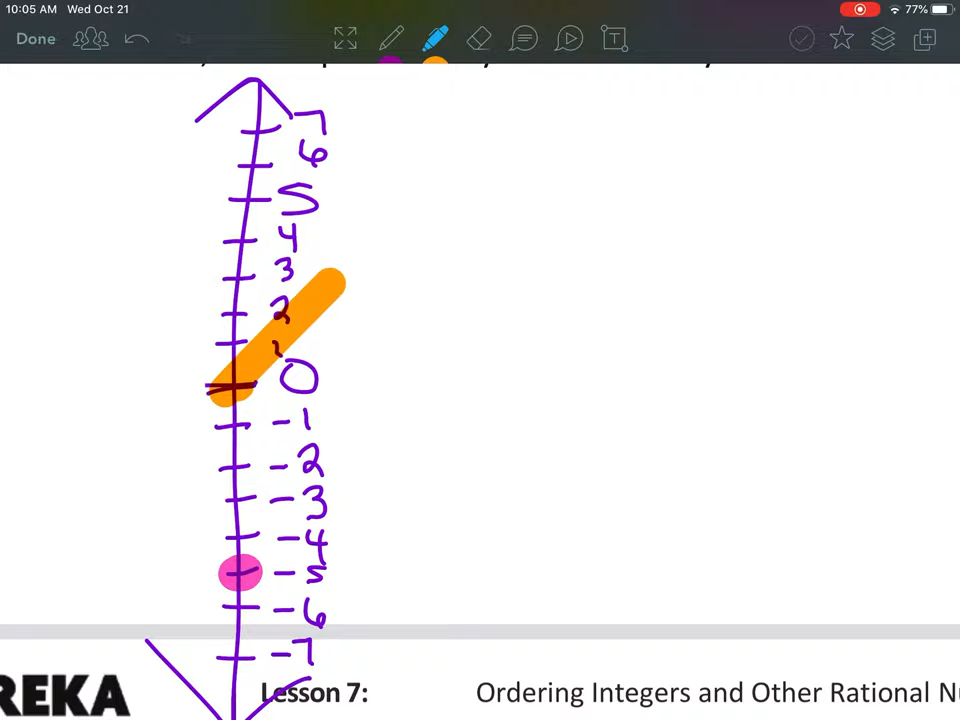 10:05 AM Wed Oct 21
77%
Done
T
7
6
5
4
3
2
1
0
-1
-2
-3
-4
-5
-6
-7
REKA
Lesson 7:
Ordering Integers and Other Rational